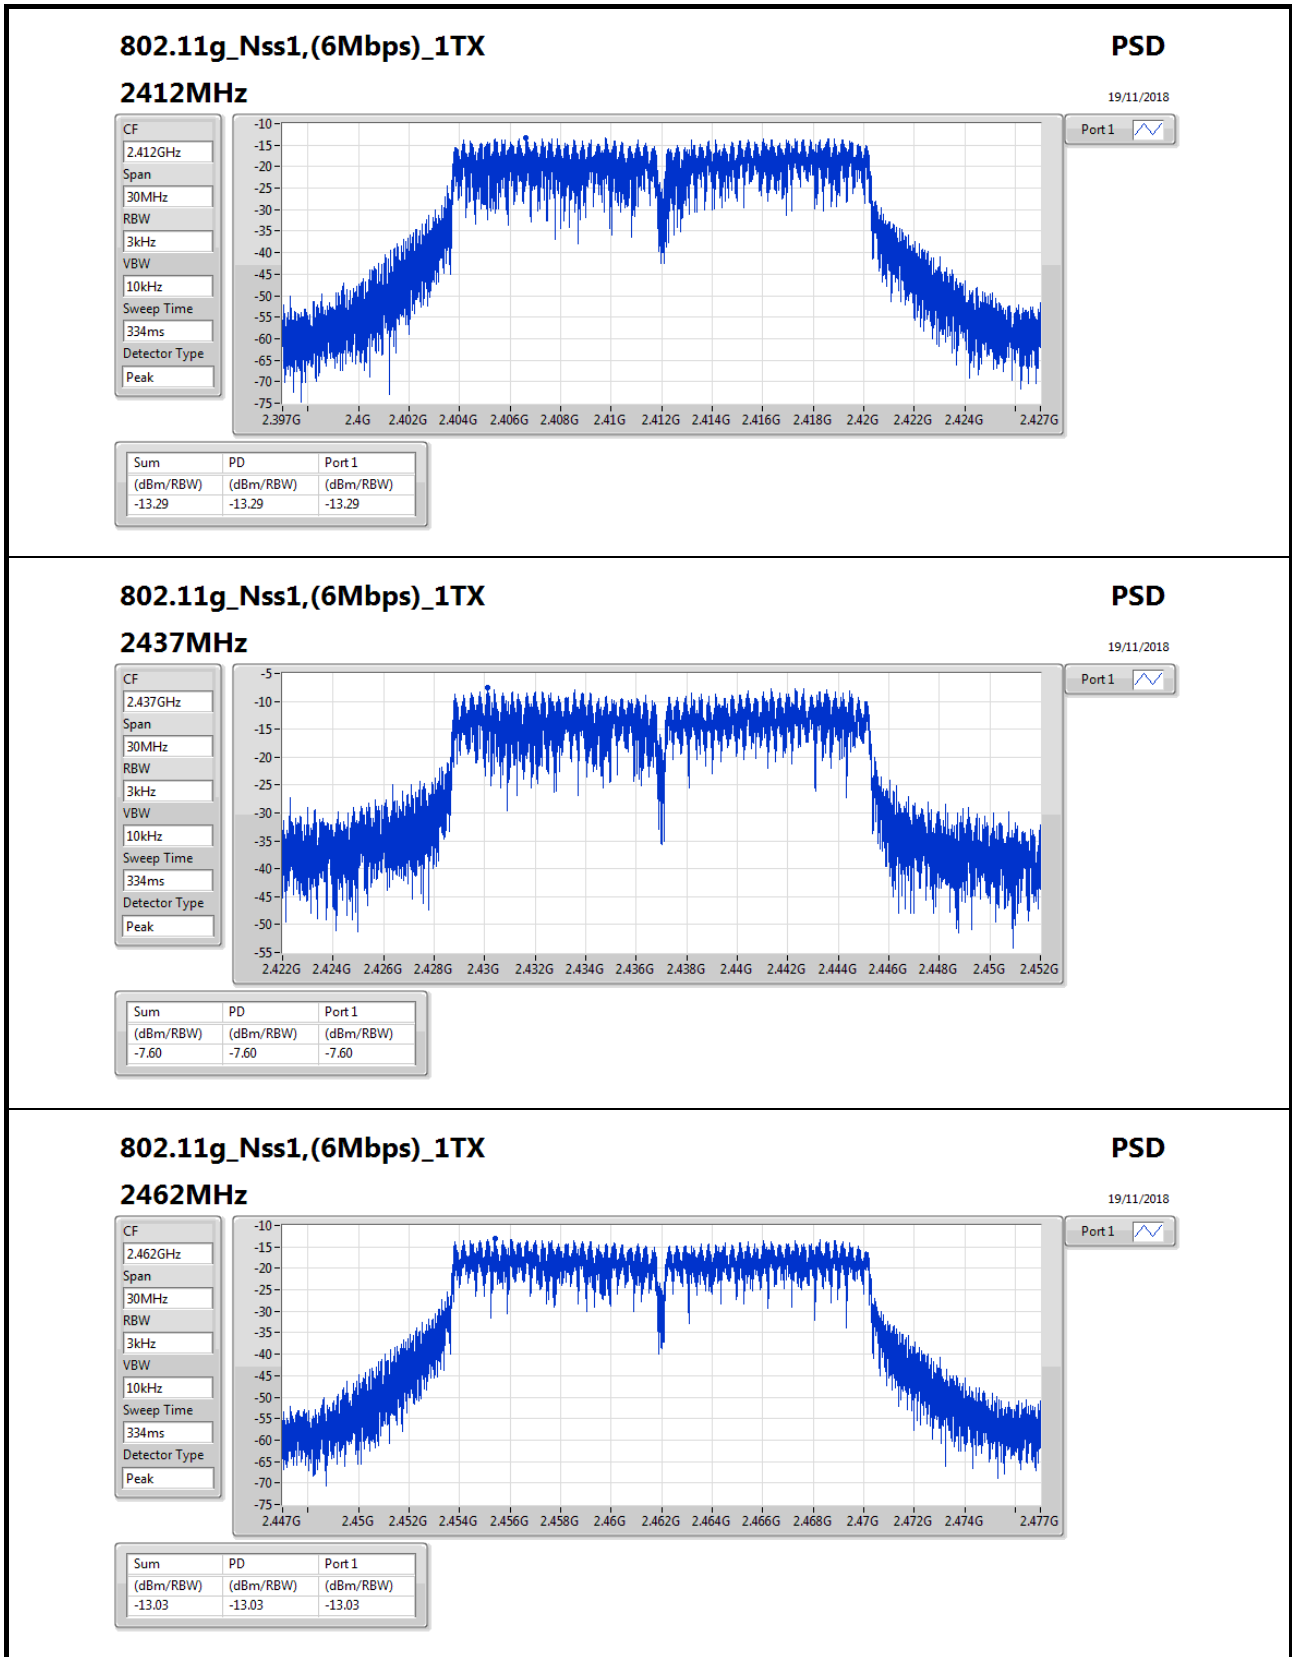 802.11g_Nss1,(6Mbps)_1TX
PSD
2412MHz
19/11/2018
CF
2.412GHz
Span
30MHz
RBW
3kHz
VBW
10kHz
Sweep Time
334ms
Detector Type
Peak
-10
-15
-20
-25
-30
-35
-40
-45
-50
-55
-60
-65
-70
-75
2.397G 2.4G 2.402G 2.404G 2.406G 2.408G 2.41G 2.412G 2.414G 2.416G 2.418G 2.42G 2.422G 2.424G 2.427G
Port 1
Sum PD Port 1
(dBm/RBW) (dBm/RBW) (dBm/RBW)
-13.29 -13.29 -13.29
802.11g_Nss1,(6Mbps)_1TX
PSD
2437MHz
19/11/2018
CF
2.437GHz
Span
30MHz
RBW
3kHz
VBW
10kHz
Sweep Time
334ms
Detector Type
Peak
-5
-10
-15
-20
-25
-30
-35
-40
-45
-50
-55
2.422G 2.424G 2.426G 2.428G 2.43G 2.432G 2.434G 2.436G 2.438G 2.44G 2.442G 2.444G 2.446G 2.448G 2.45G 2.452G
Port 1
Sum PD Port 1
(dBm/RBW) (dBm/RBW) (dBm/RBW)
-7.60 -7.60 -7.60
802.11g_Nss1,(6Mbps)_1TX
PSD
2462MHz
19/11/2018
CF
2.462GHz
Span
30MHz
RBW
3kHz
VBW
10kHz
Sweep Time
334ms
Detector Type
Peak
-10
-15
-20
-25
-30
-35
-40
-45
-50
-55
-60
-65
-70
-75
2.447G 2.45G 2.452G 2.454G 2.456G 2.458G 2.46G 2.462G 2.464G 2.466G 2.468G 2.47G 2.472G 2.474G 2.477G
Port 1
Sum PD Port 1
(dBm/RBW) (dBm/RBW) (dBm/RBW)
-13.03 -13.03 -13.03